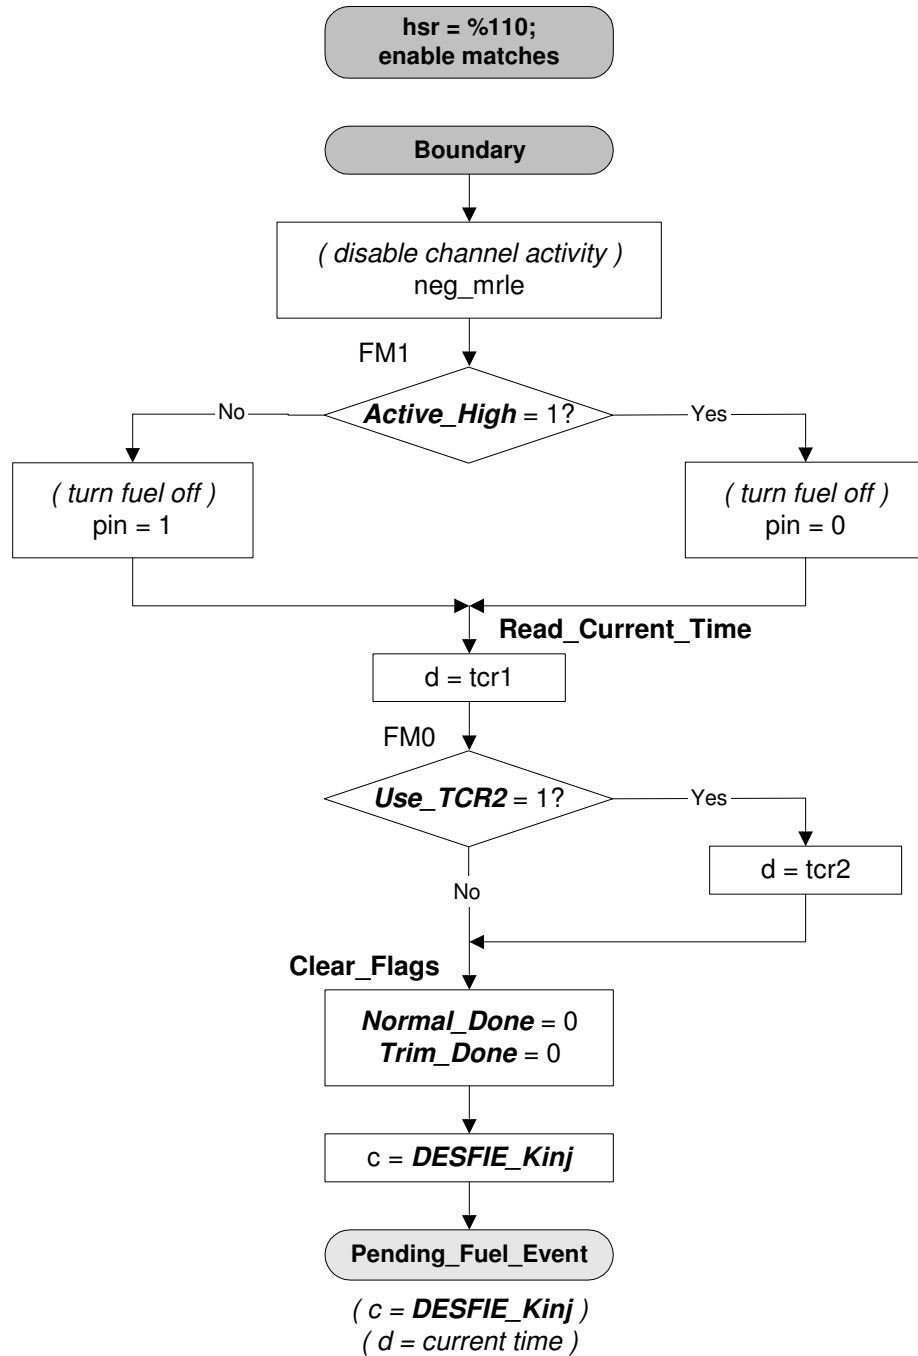 hsr = %110;
enable matches
Boundary
( disable channel activity )
neg_mrle
FM1
Active_High = 1?
No
Yes
( turn fuel off )
pin = 1
( turn fuel off )
pin = 0
Read_Current_Time
d = tcr1
FM0
Use_TCR2 = 1?
Yes
d = tcr2
No
Clear_Flags
Normal_Done = 0
Trim_Done = 0
c = DESFIE_Kinj
Pending_Fuel_Event
( c = DESFIE_Kinj )
( d = current time )